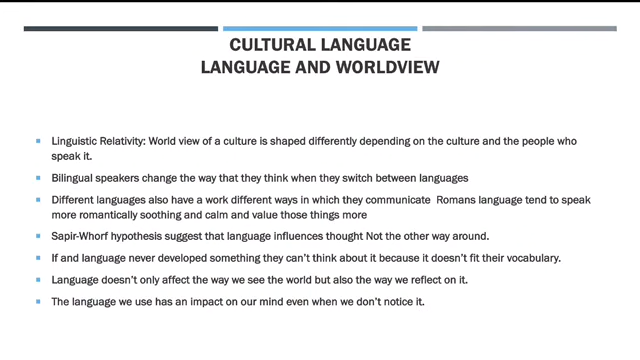 CULTURAL LANGUAGE
LANGUAGE AND WORLDVIEW
Linguistic Relativity: World view of a culture is shaped differently depending on the culture and the people who
speak it.
Bilingual speakers change the way that they think when they switch between languages
Different languages also have a work different ways in which they communicate Romans language tend to speak
more romantically soothing and calm and value those things more
Sapir-Whorf hypothesis suggest that language influences thought Not the other way around.
If and language never developed something they can't think about it because it doesn't fit their vocabulary.
Language doesn't only affect the way we see the world but also the way we reflect on it.
The language we use has an impact on our mind even when we don't notice it.